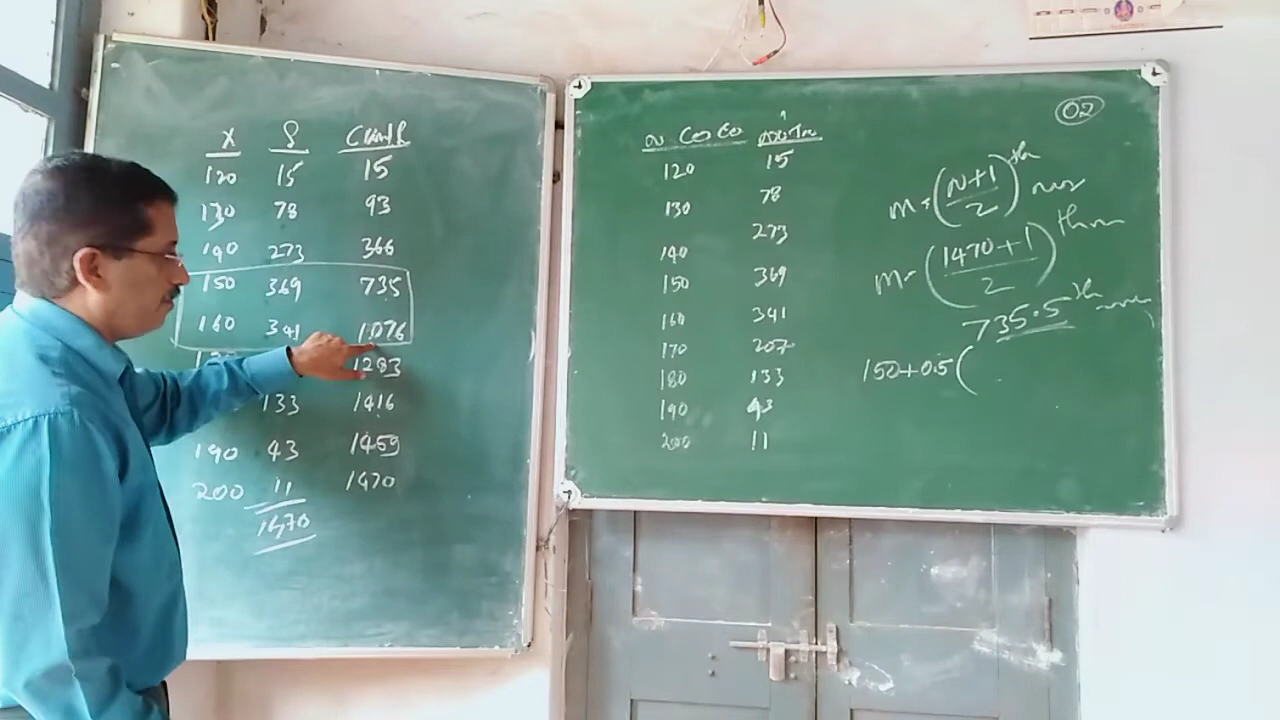 X f Cumf
120 15 15
130 78 93
140 273 366
150 369 735
160 341 1076
1283
133 1416
190 43 1459
200 11 1470
1470
02
120 15
130 78
140 273
150 369
160 341
170 207
180 133
190 43
200 11
M = (N+1/2)th
M = (1470+1/2)th
735.5th
150+0.5(